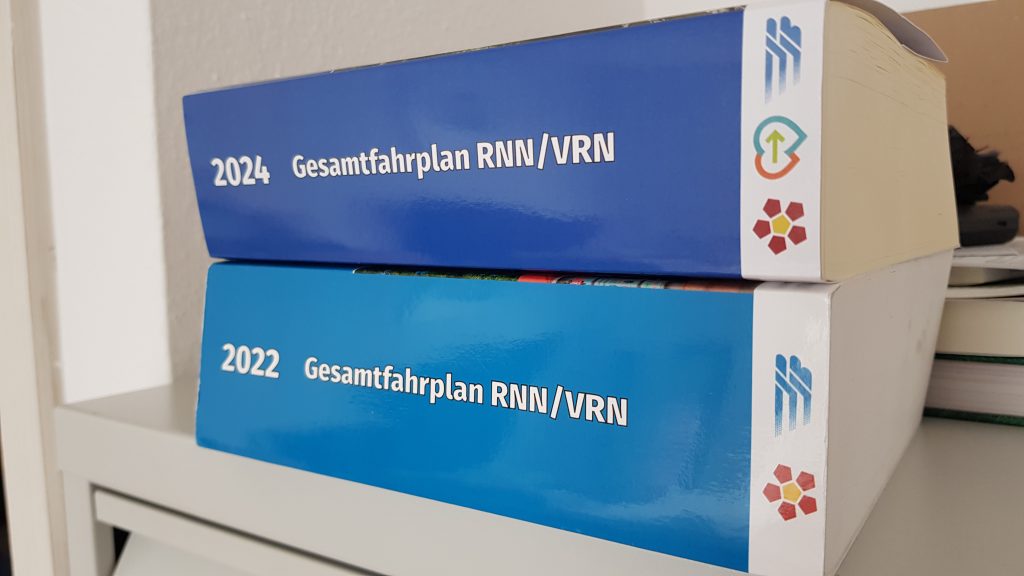 2024 Gesamtfahrplan RNN/VRN
2022 Gesamtfahrplan RNN/VRN